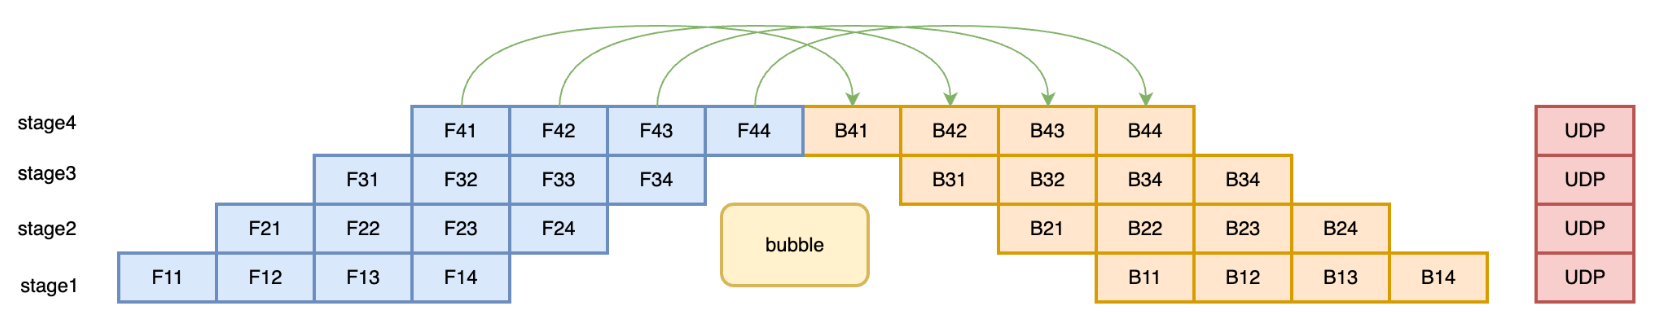 stage4 F41 F42 F43 F44 B41 B42 B43 B44 UDP
stage3 F31 F32 F33 F34 B31 B32 B34 B34 UDP
stage2 F21 F22 F23 F24 bubble B21 B22 B23 B24 UDP
stage1 F11 F12 F13 F14 B11 B12 B13 B14 UDP